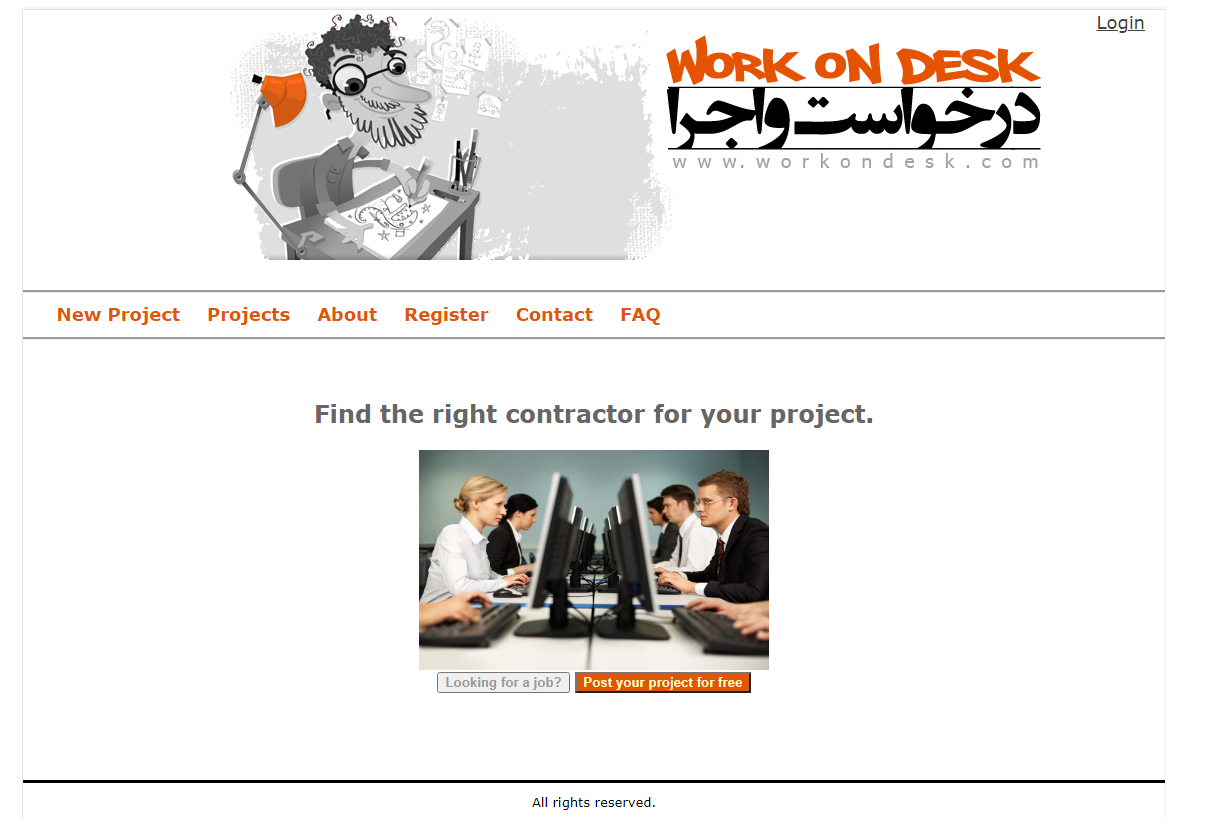 Login
WORK ON DESK
درخواست واجرا
www.workondesk.com
New Project Projects About Register Contact FAQ
Find the right contractor for your project.
Looking for a job? Post your project for free
All rights reserved.